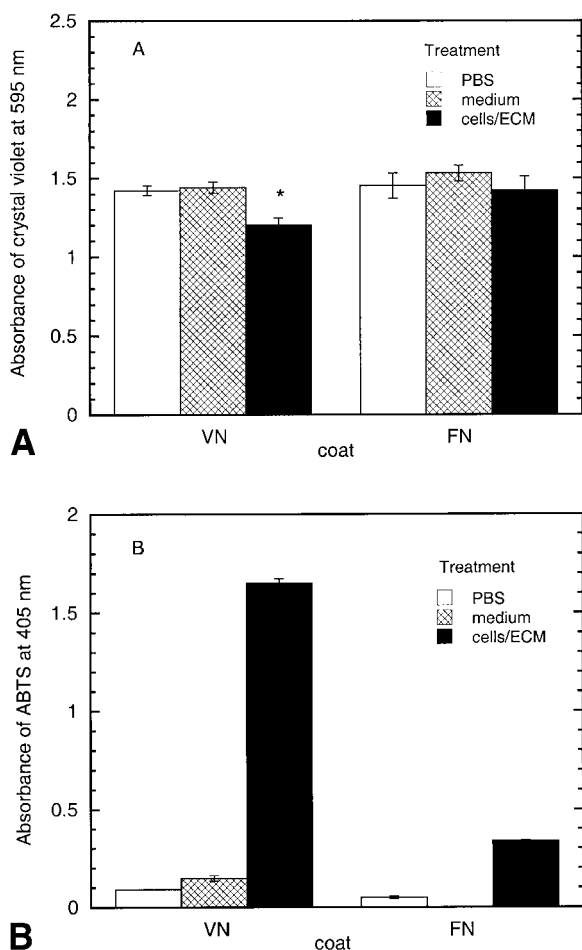 2.5
A
Treatment
PBS
medium
cells/ECM
2
1.5
*
1
0.5
0
Absorbance of crystal violet at 595 nm
VN
FN
coat
A
2
B
Treatment
PBS
medium
cells/ECM
1.5
1
0.5
0
Absorbance of ABTS at 405 nm
VN
FN
coat
B